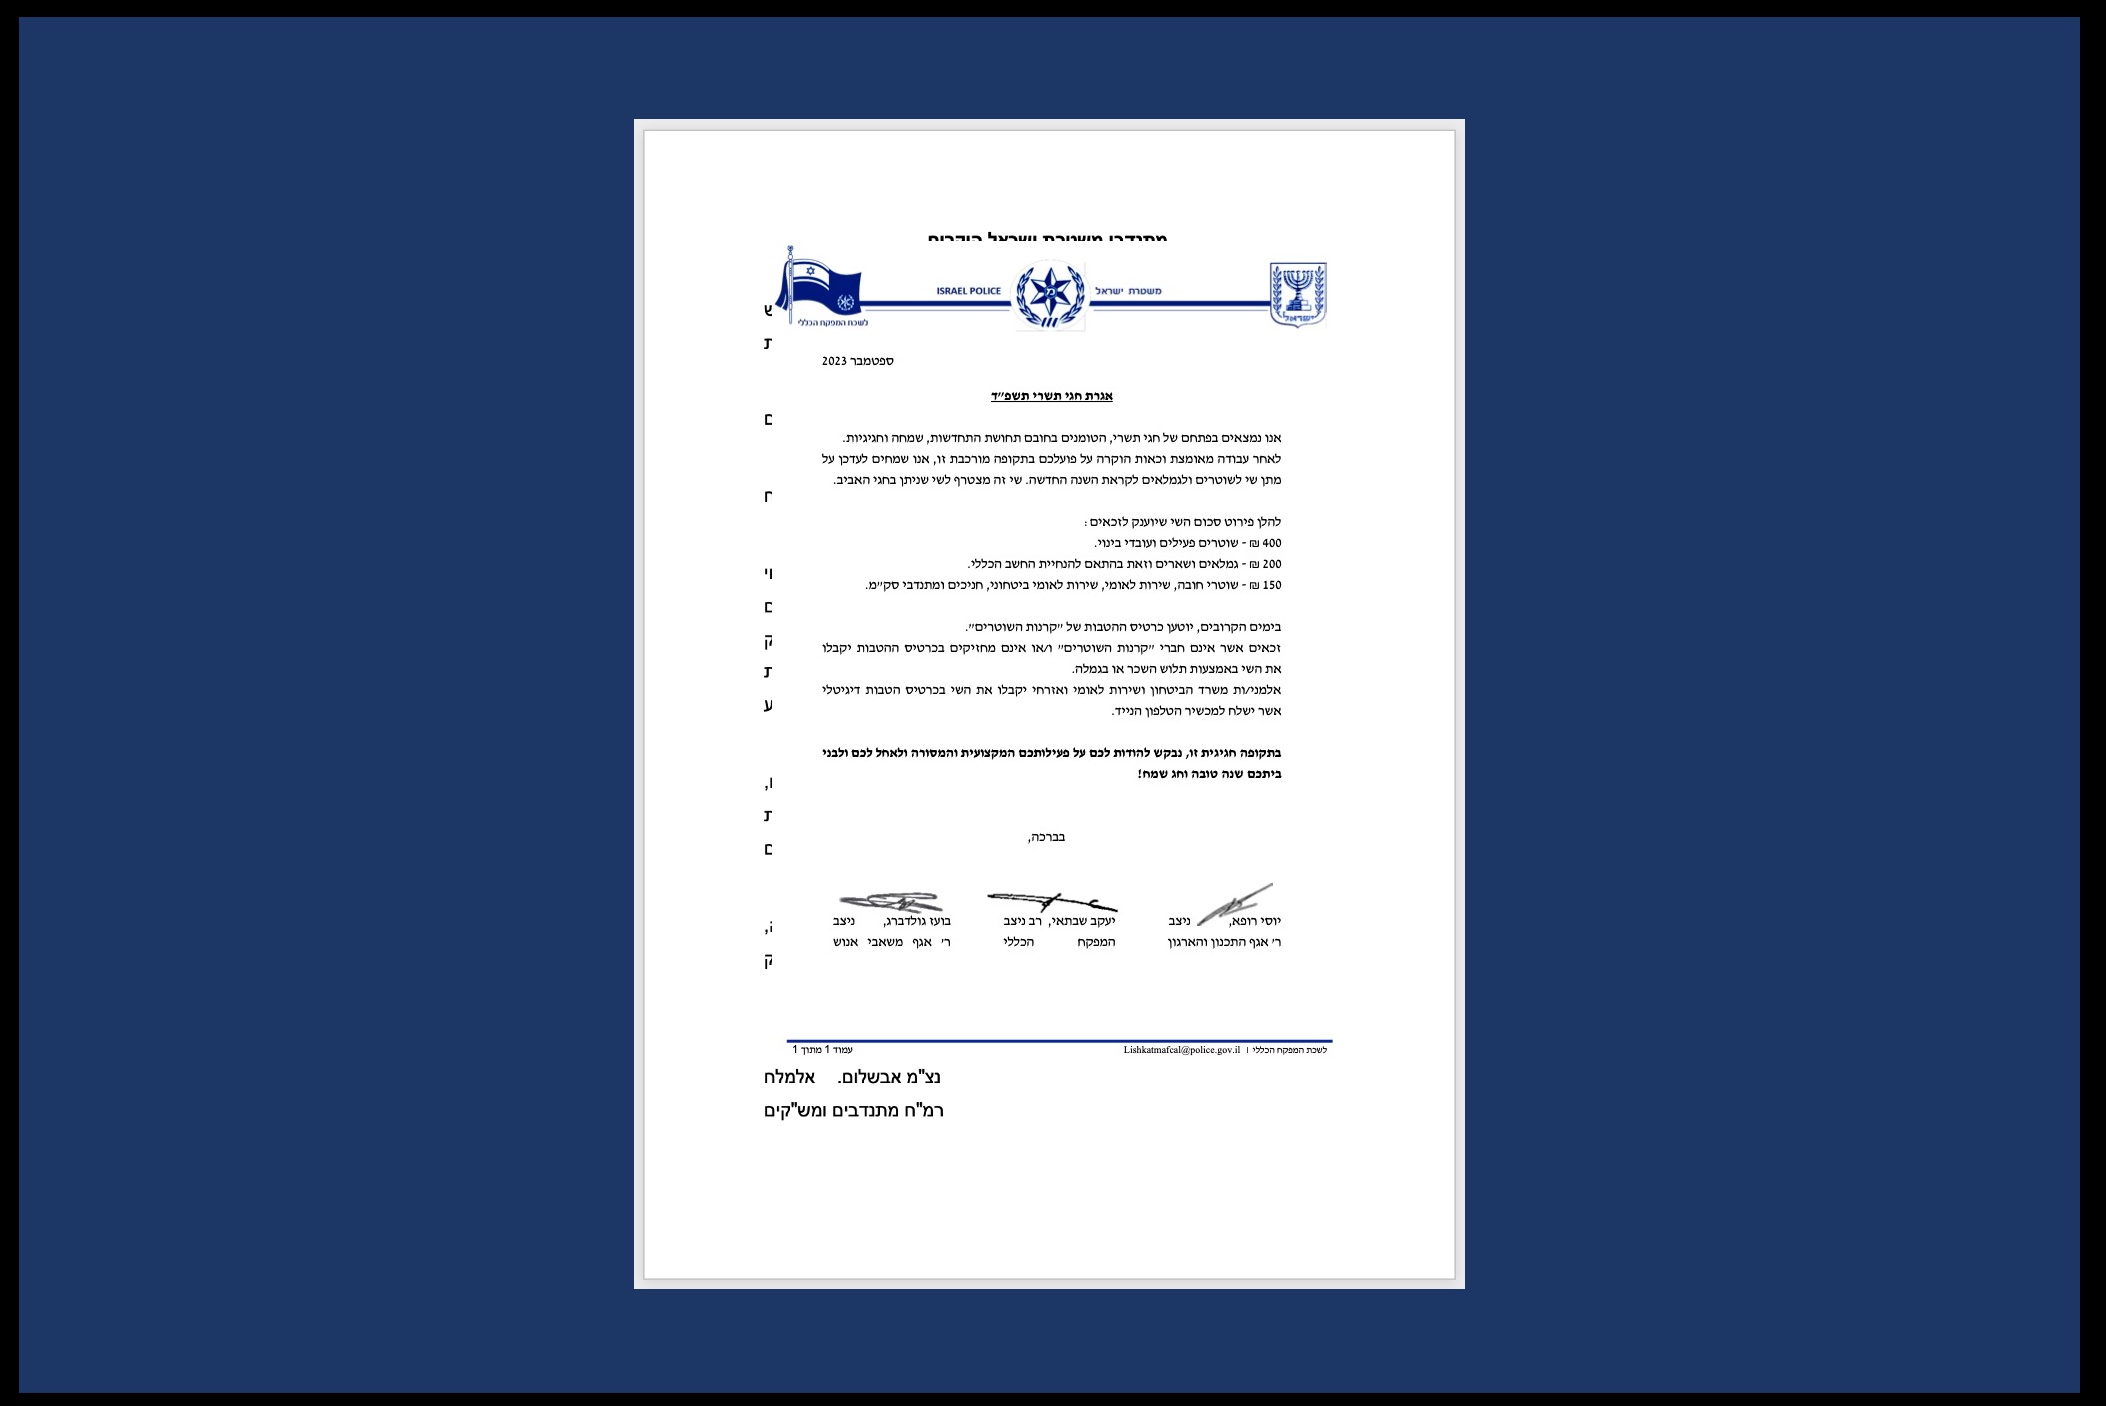 מתנדבי משטרת ישראל היקרים
ISRAEL POLICE
משטרת ישראל
ישראל
לשכת המפקח הכללי
ש
ת
ספטמבר 2023
אגרת חגי תשרי תשפ"ד
ם
אנו נמצאים בפתחם של חגי תשרי, הטומנים בחובם תחושת התחדשות, שמחה וחגיגיות.
לאחר עבודה מאומצת וכאות הוקרה על פועלכם בתקופה מורכבת זו, אנו שמחים לעדכן על
מתן שי לשוטרים ולגמלאים לקראת השנה החדשה. שי זה מצטרף לשי שניתן בחגי האביב.
להלן פירוט סכום השי שיוענק לזכאים :
400 ₪ - שוטרים פעילים ועובדי בינוי.
200 ₪ - גמלאים ושארים וזאת בהתאם להנחיית החשב הכללי.
150 ₪ - שוטרי חובה, שירות לאומי, שירות לאומי ביטחוני, חניכים ומתנדבי סק"מ.
ם
בימים הקרובים, יוטען כרטיס ההטבות של "קרנות השוטרים".
זכאים אשר אינם חברי "קרנות השוטרים" ו/או אינם מחזיקים בכרטיס ההטבות יקבלו
את השי באמצעות תלוש השכר או בגמלה.
ת
אלמני/ות משרד הביטחון ושירות לאומי ואזרחי יקבלו את השי בכרטיס הטבות דיגיטלי
אשר ישלח למכשיר הטלפון הנייד.
ע
בתקופה חגיגית זו, נבקש להודות לכם על פעילותכם המקצועית והמסורה ולאחל לכם ולבני
ביתכם שנה טובה וחג שמח!
ת
בברכה,
ם
יוסי רופא, ניצב
ר' אגף התכנון והארגון
יעקב שבתאי, רב ניצב
המפקח הכללי
בועז גולדברג, ניצב
ר' אגף משאבי אנוש
ק
לשכת המפקח הכללי | Lishkatmafcal@police.gov.il
עמוד 1 מתוך 1
נצ"מ אבשלום. אלמלח
רמ"ח מתנדבים ומש"קים